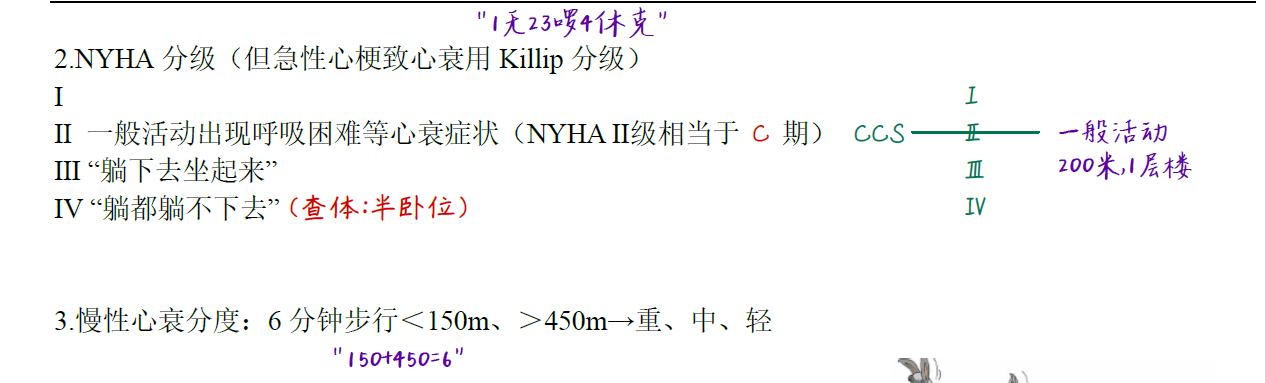 "1无23啰4休克"
2.NYHA 分级（但急性心梗致心衰用 Killip 分级）
I
II 一般活动出现呼吸困难等心衰症状（NYHA II级相当于 C 期）
III “躺下去坐起来”
IV “躺都躺不下去”（查体:半卧位）
CCS
I
II
III
IV
一般活动
200米,1层楼
3.慢性心衰分度：6 分钟步行＜150m、＞450m→重、中、轻
"150+450=6"